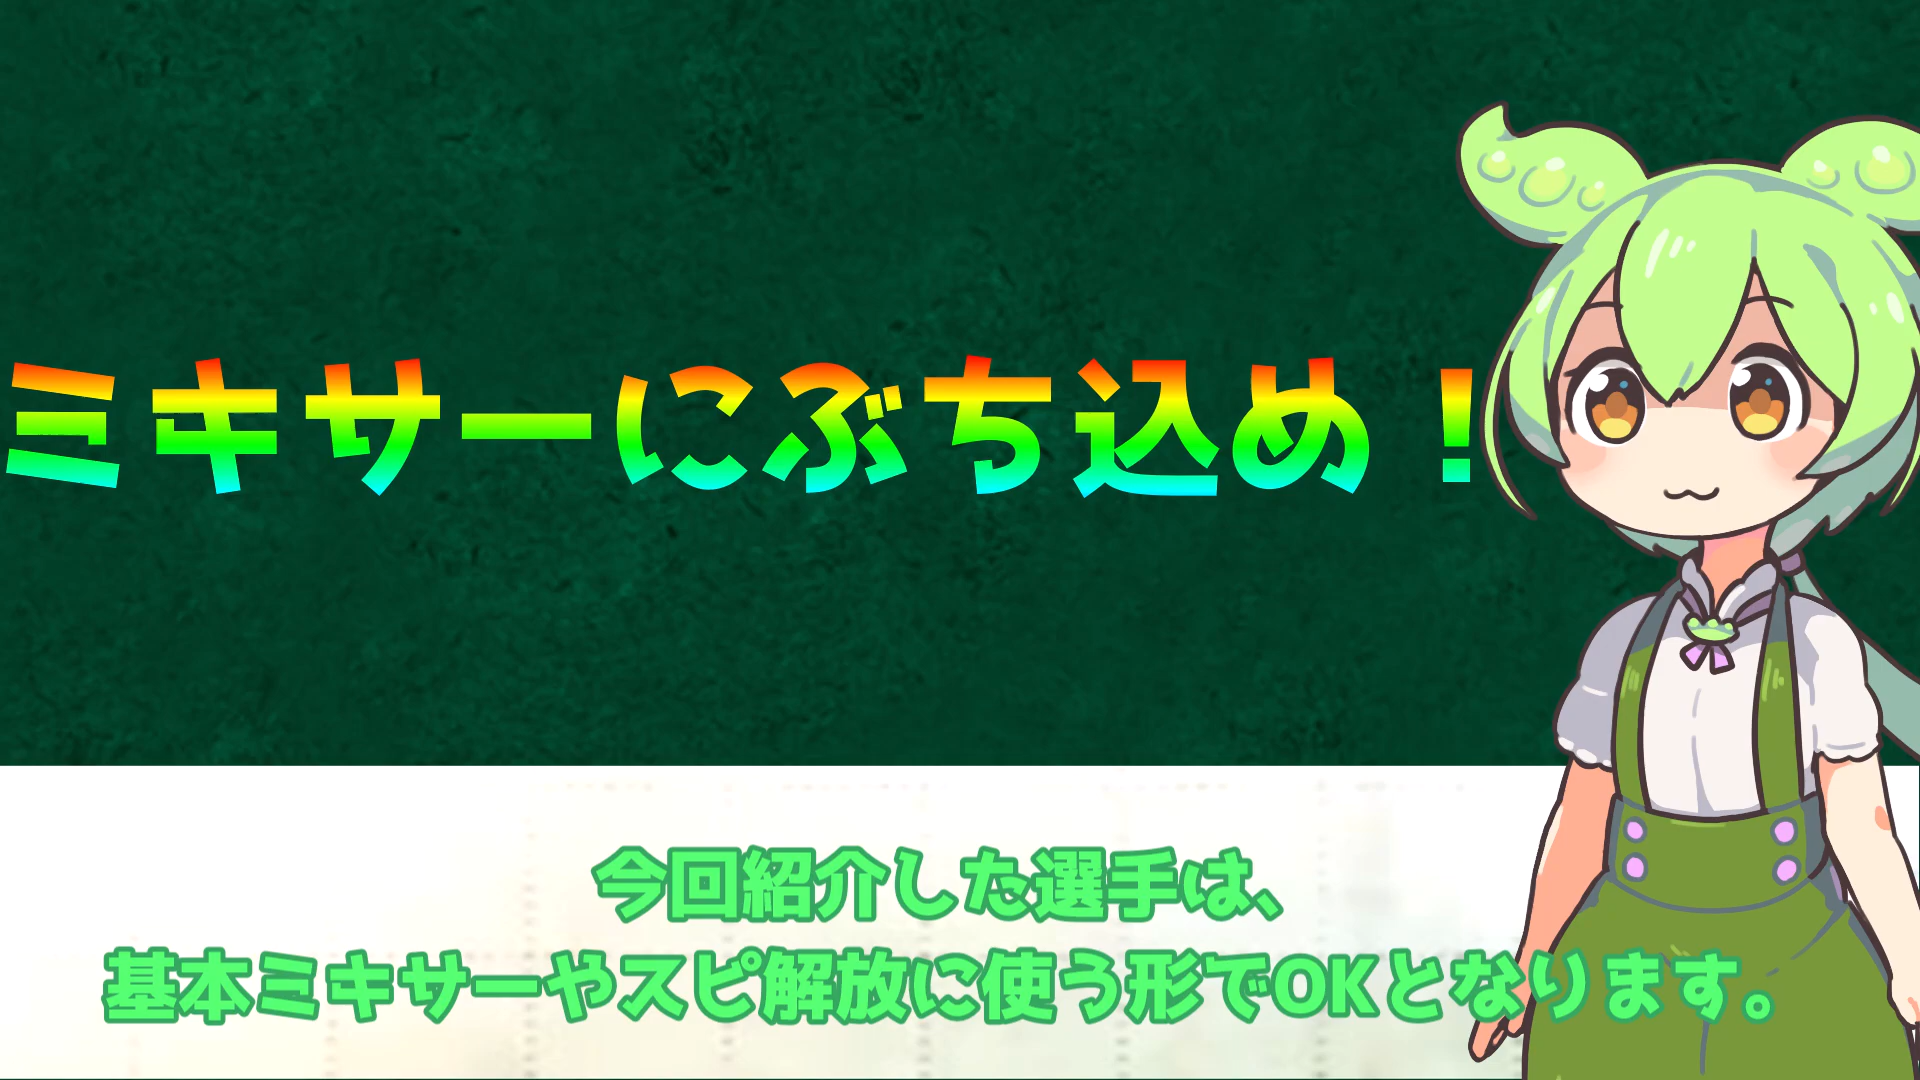 ミキサーにぶち込め！
今回紹介した選手は、
基本ミキサーやスピ解放に使う形でOKとなります。